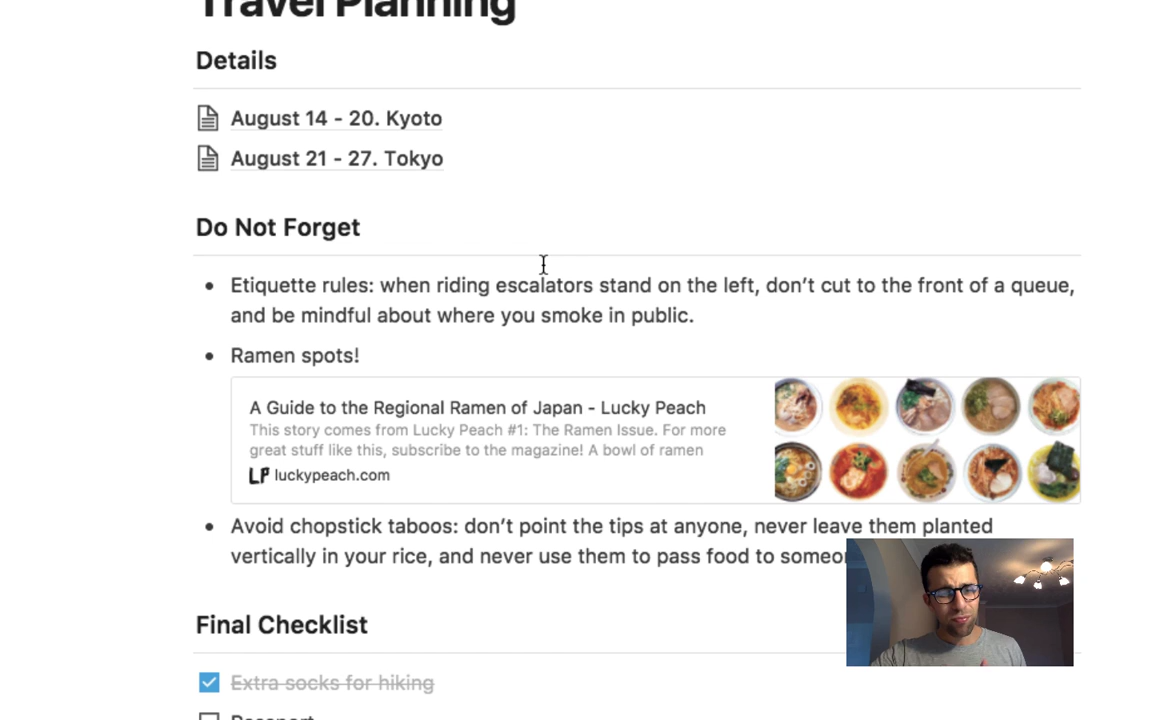 Travel Planning
Details
August 14 - 20. Kyoto
August 21 - 27. Tokyo
Do Not Forget
Etiquette rules: when riding escalators stand on the left, don’t cut to the front of a queue,
and be mindful about where you smoke in public.
Ramen spots!
A Guide to the Regional Ramen of Japan - Lucky Peach
This story comes from Lucky Peach #1: The Ramen Issue. For more
great stuff like this, subscribe to the magazine! A bowl of ramen
LP luckypeach.com
Avoid chopstick taboos: don’t point the tips at anyone, never leave them planted
vertically in your rice, and never use them to pass food to
Final Checklist
Extra socks for hiking
Passport